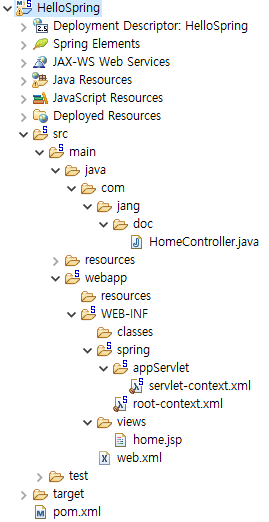 HelloSpring
Deployment Descriptor: HelloSpring
Spring Elements
JAX-WS Web Services
Java Resources
JavaScript Resources
Deployed Resources
src
main
java
com
jang
doc
HomeController.java
resources
webapp
resources
WEB-INF
classes
spring
appServlet
servlet-context.xml
root-context.xml
views
home.jsp
web.xml
test
target
pom.xml